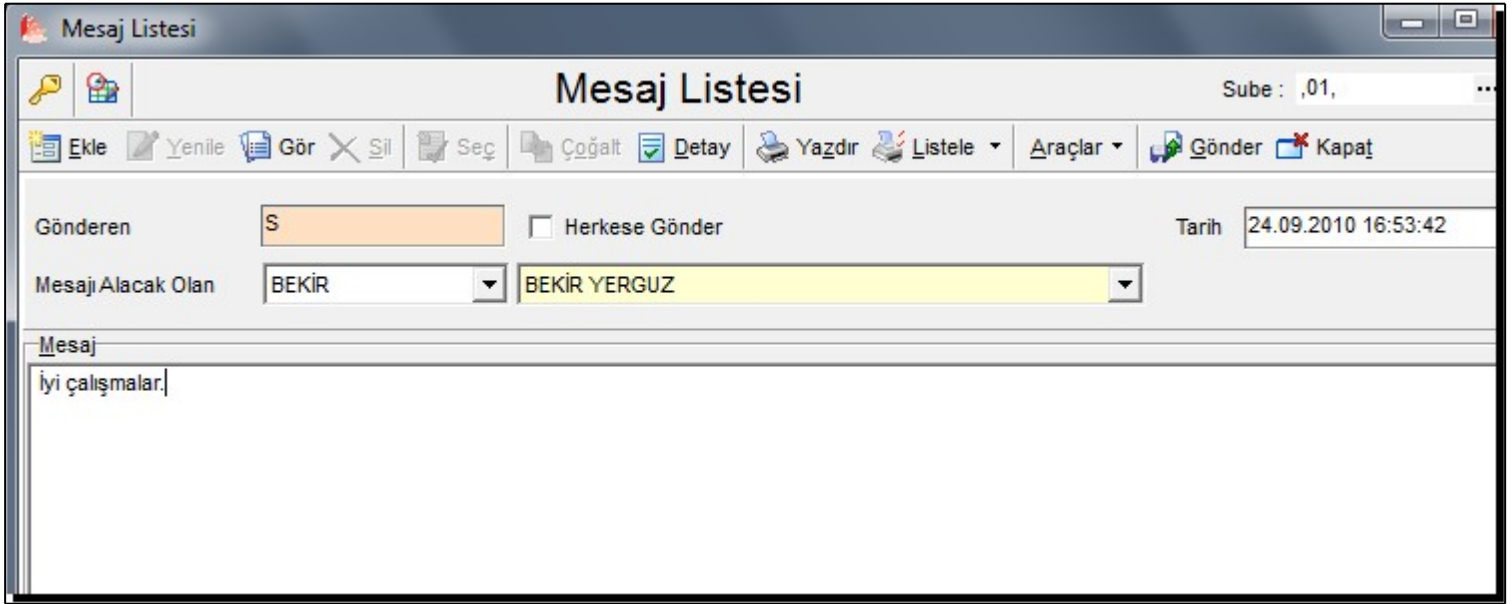 Mesaj Listesi
Mesaj Listesi
Sube : ,01, ...
Ekle Yenile Gör Sil Seç Çoğalt Detay Yazdır Listele Araçlar Gönder Kapat
Gönderen S Herkese Gönder Tarih 24.09.2010 16:53:42
Mesajı Alacak Olan BEKİR BEKİR YERGUZ
Mesaj
İyi çalışmalar.